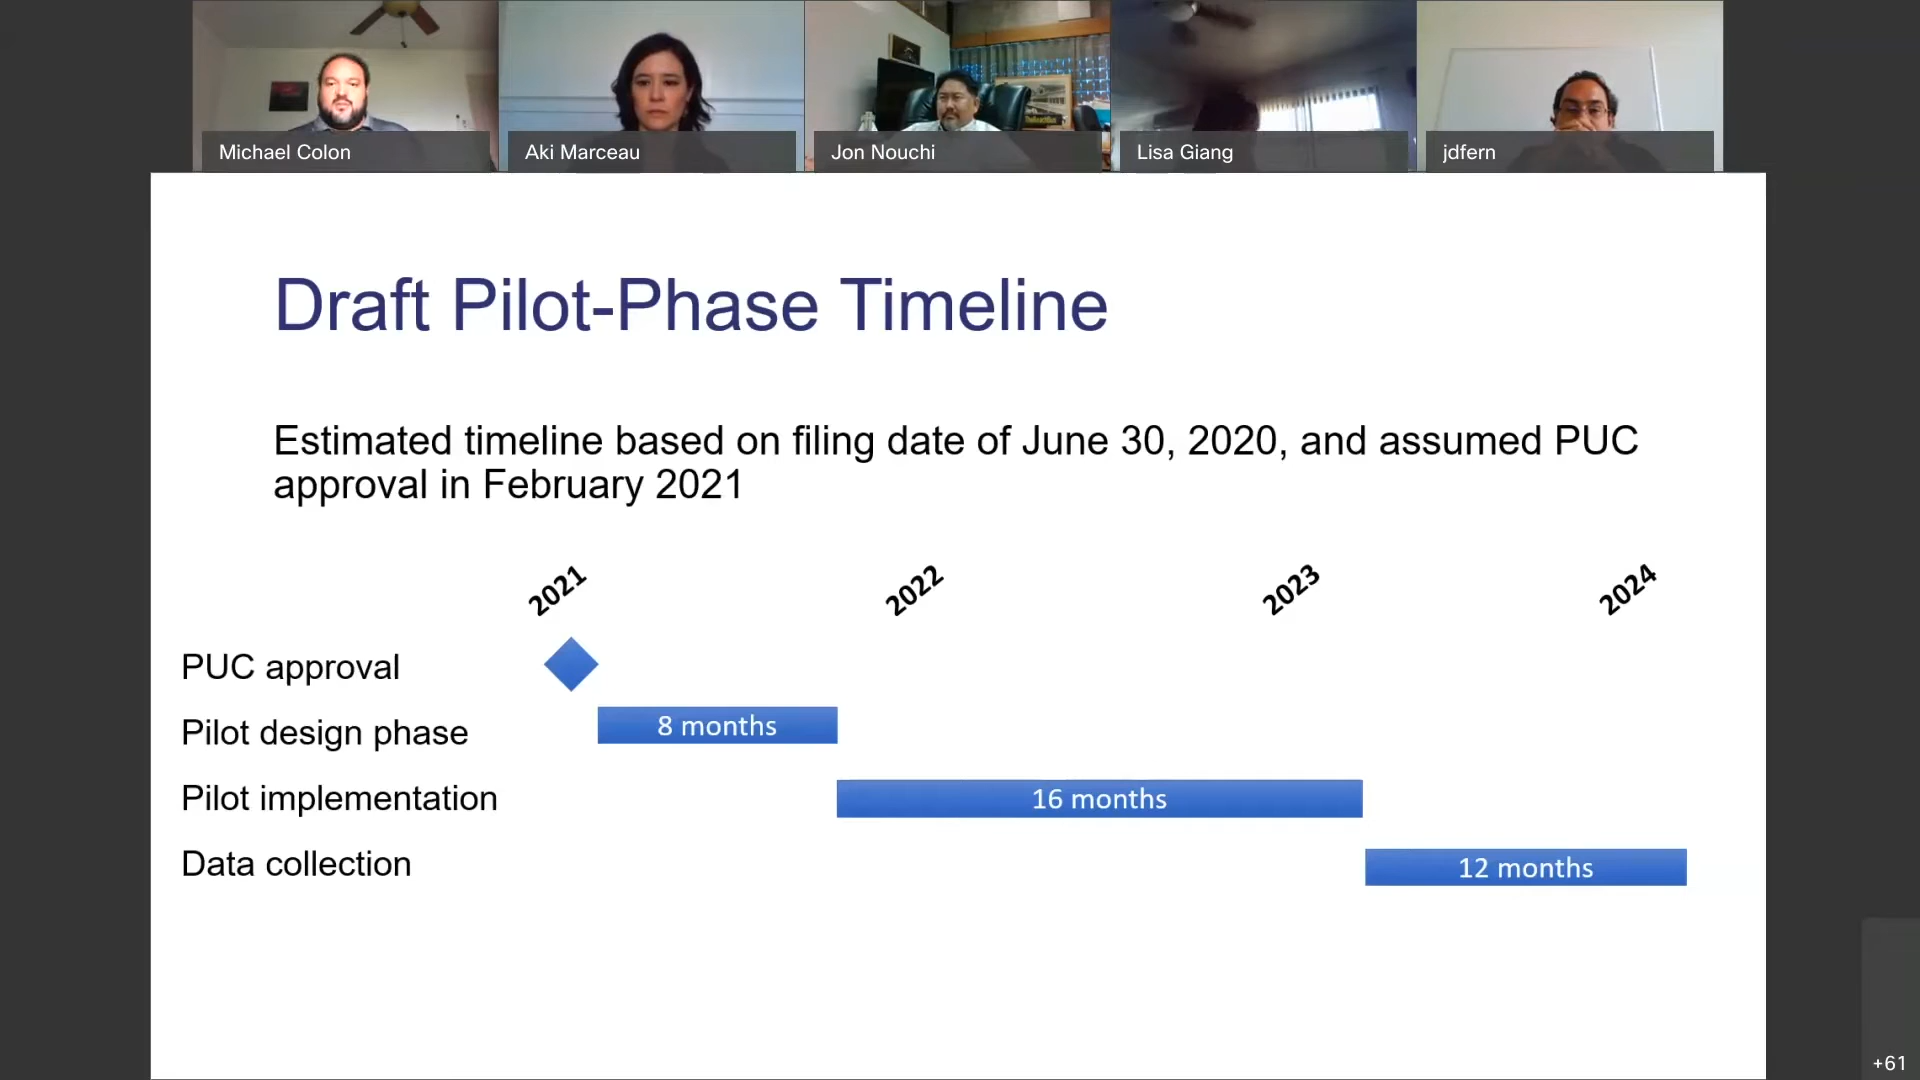 Michael Colon
Aki Marceau
Jon Nouchi
Lisa Giang
jdfern
Draft Pilot-Phase Timeline
Estimated timeline based on filing date of June 30, 2020, and assumed PUC
approval in February 2021
2021
2022
2023
2024
PUC approval
Pilot design phase
8 months
Pilot implementation
16 months
Data collection
12 months
+61